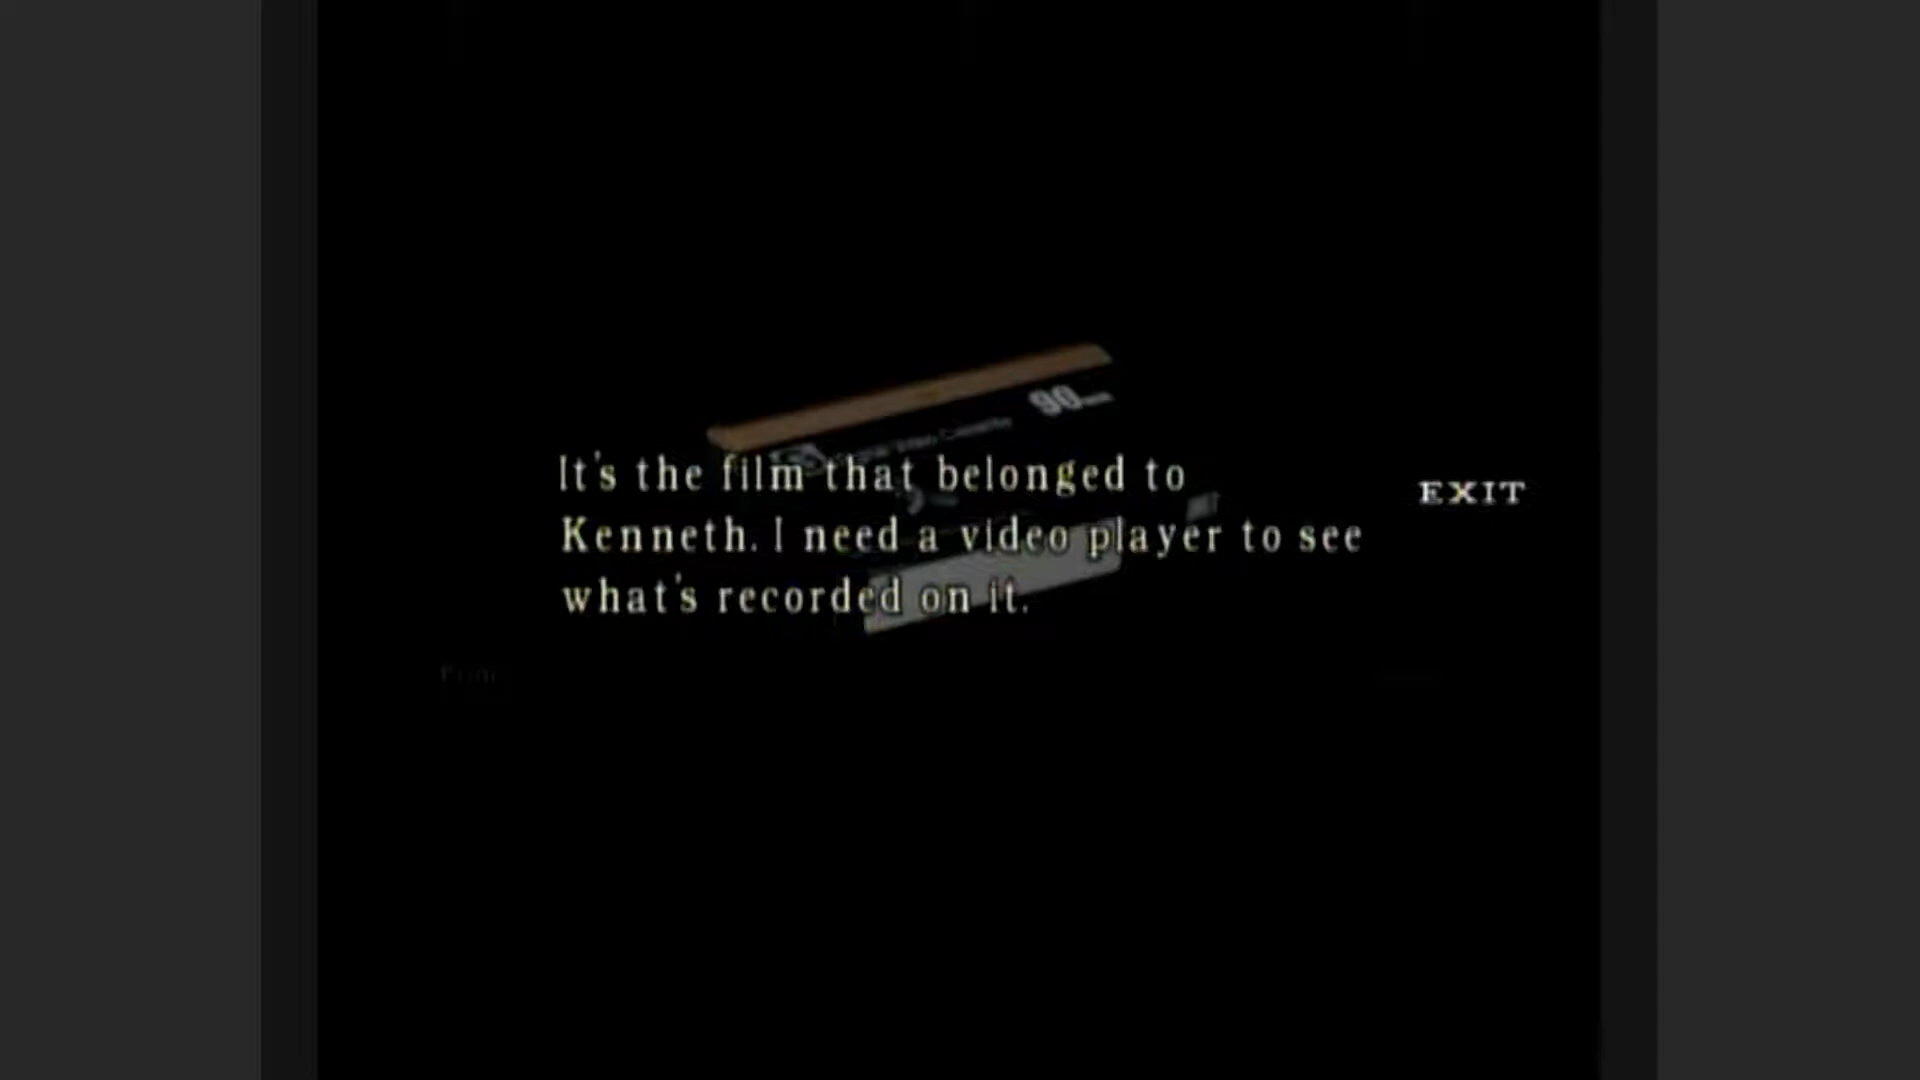 90
It's the film that belonged to
Kenneth. I need a video player to see
what's recorded on it.
EXIT